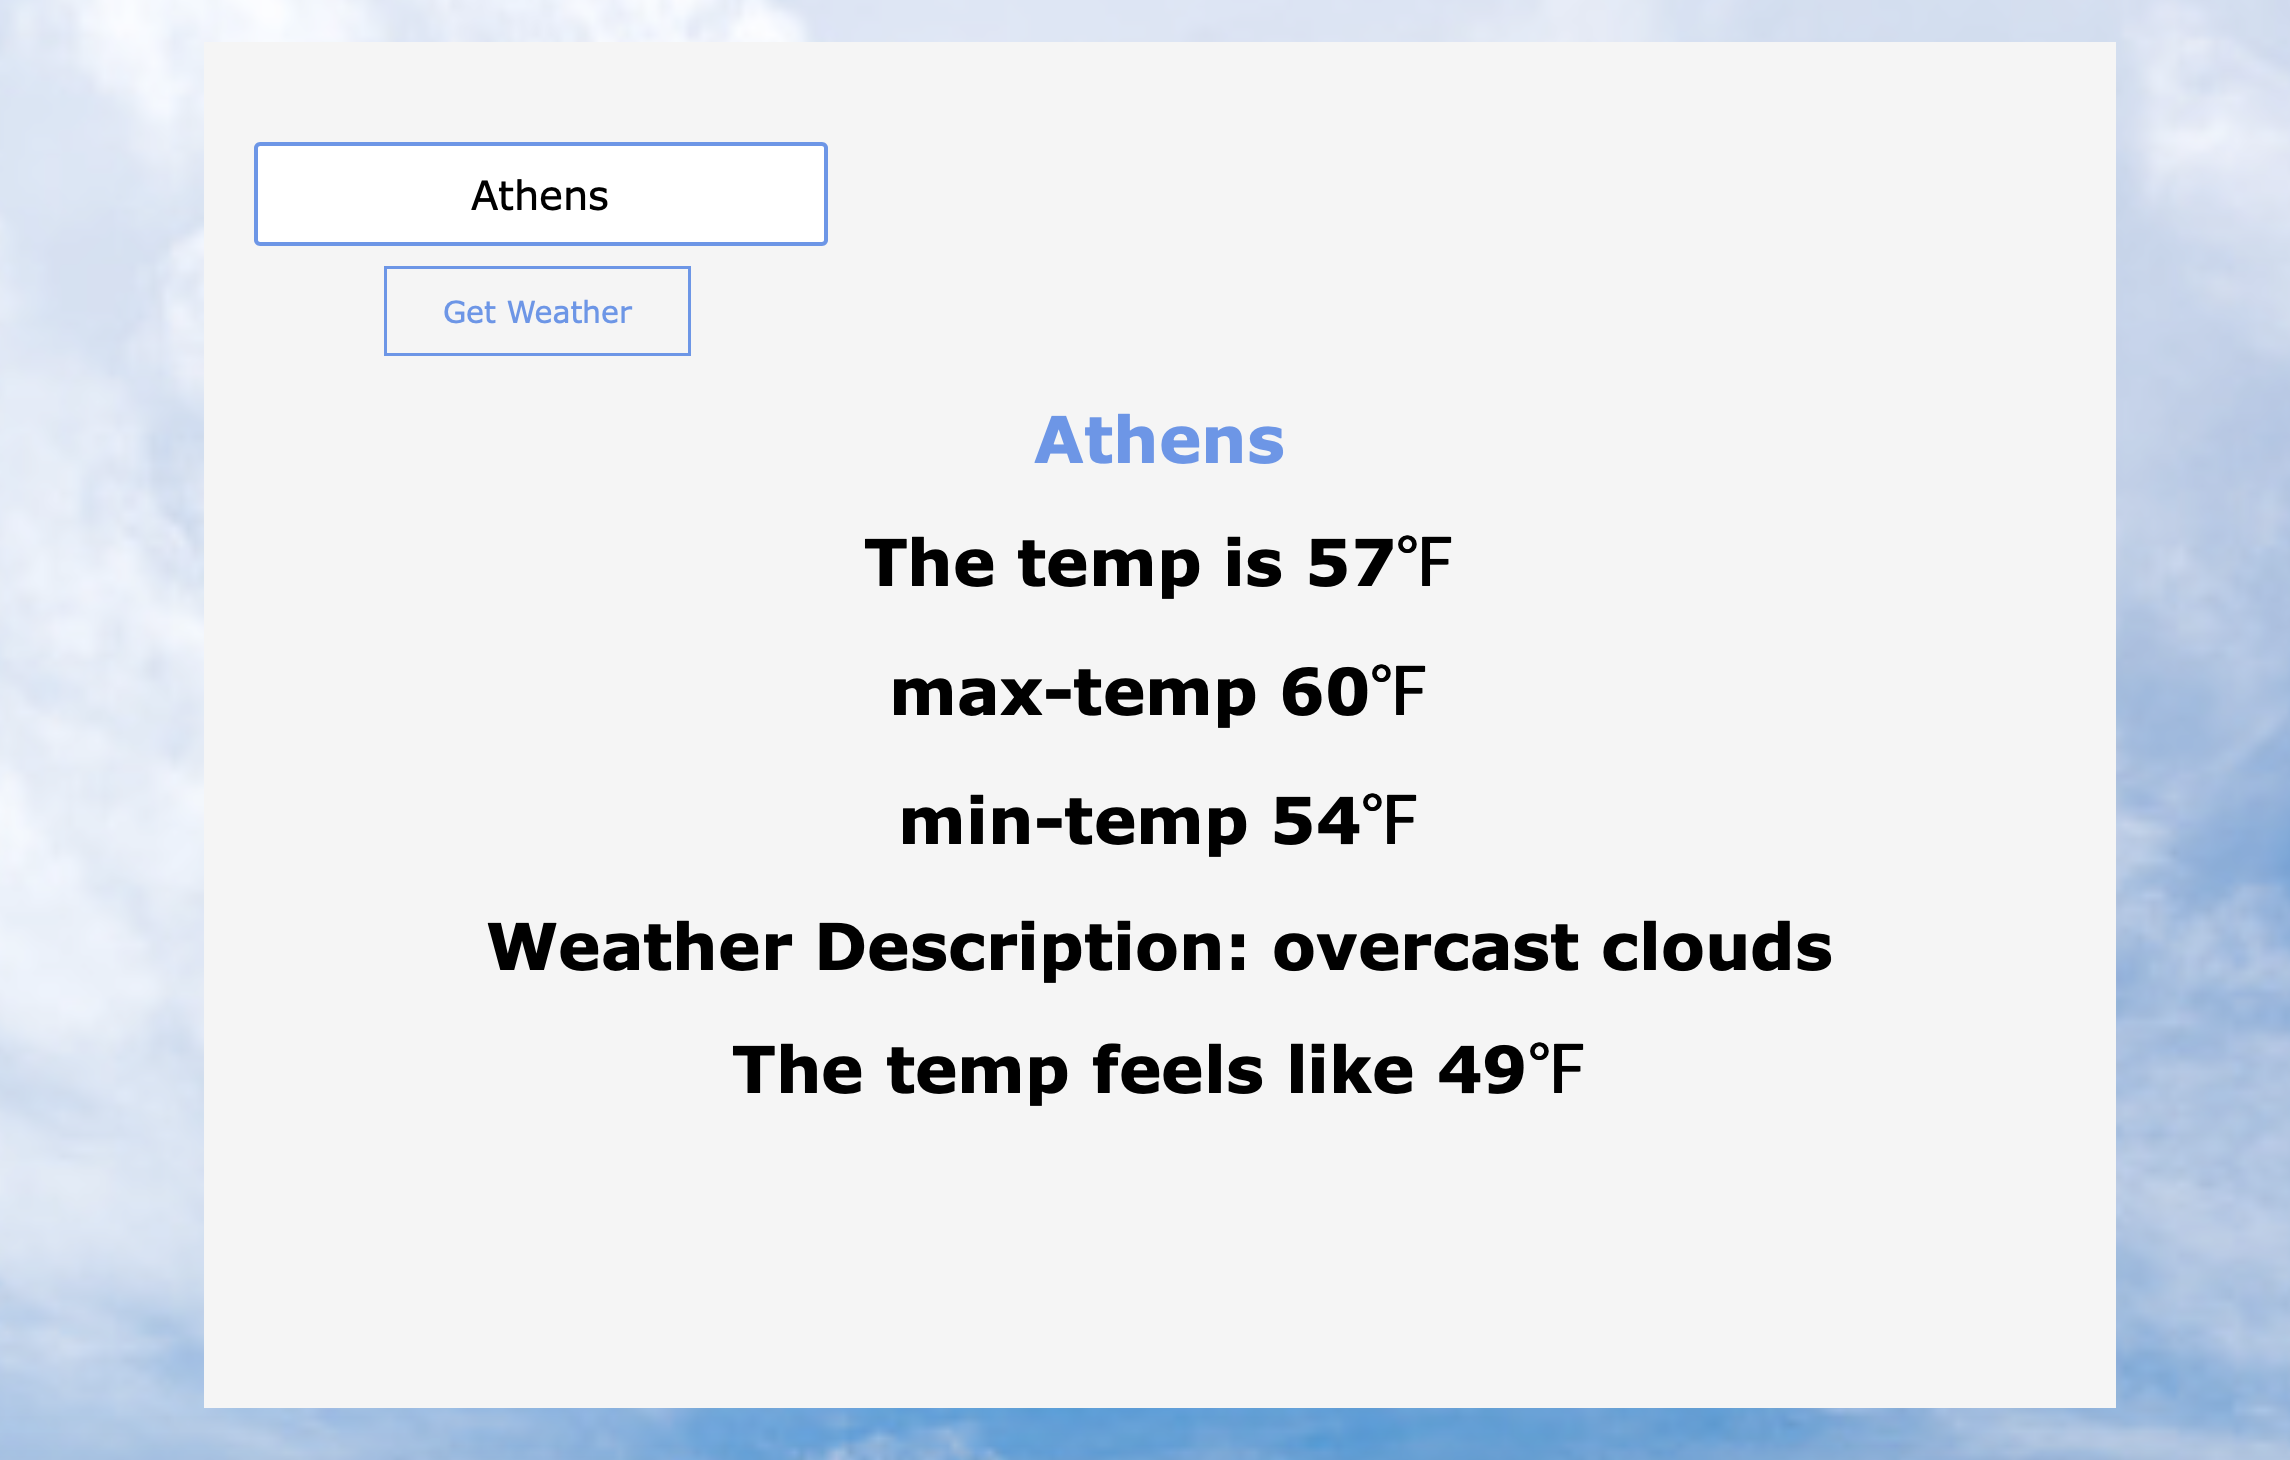 Athens
Get Weather
Athens
The temp is 57℉
max-temp 60℉
min-temp 54℉
Weather Description: overcast clouds
The temp feels like 49℉